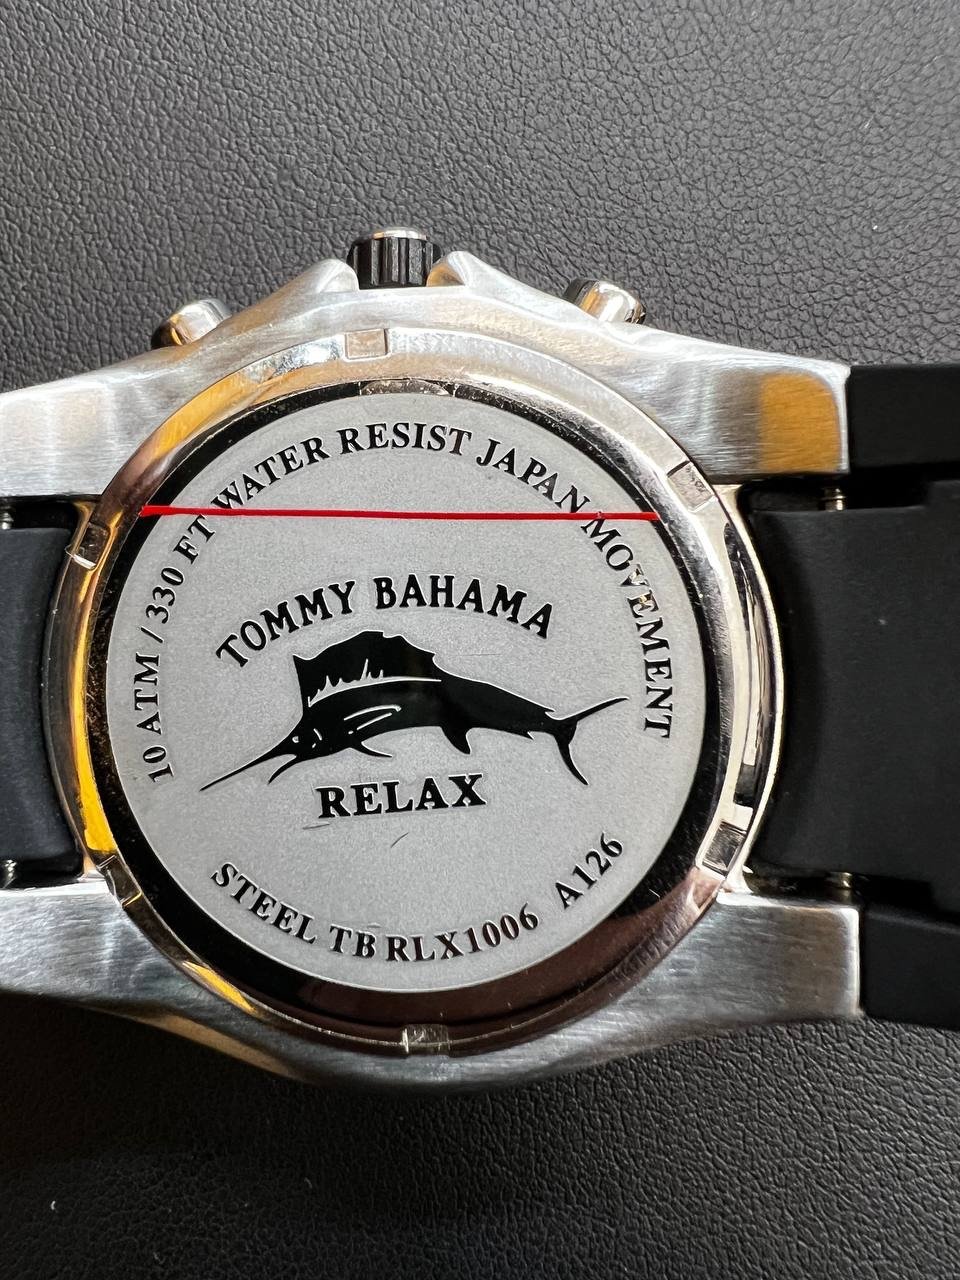 10 ATM / 330 FT WATER RESIST JAPAN MOVEMENT
TOMMY BAHAMA
RELAX
STEEL TB RLX1006 A126